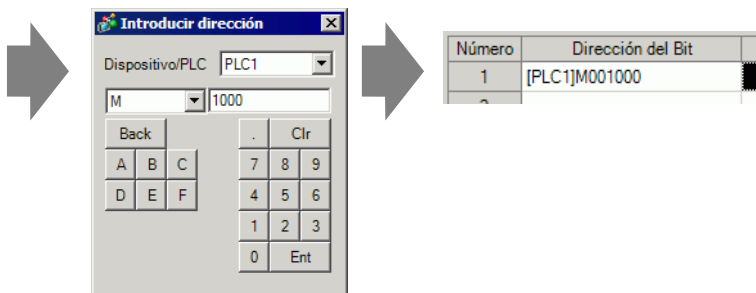 Introducir dirección
Dispositivo/PLC PLC1
M 1000
Back . Clr
A B C 7 8 9
D E F 4 5 6
1 2 3
0 Ent
Número Dirección del Bit
1 [PLC1]M001000